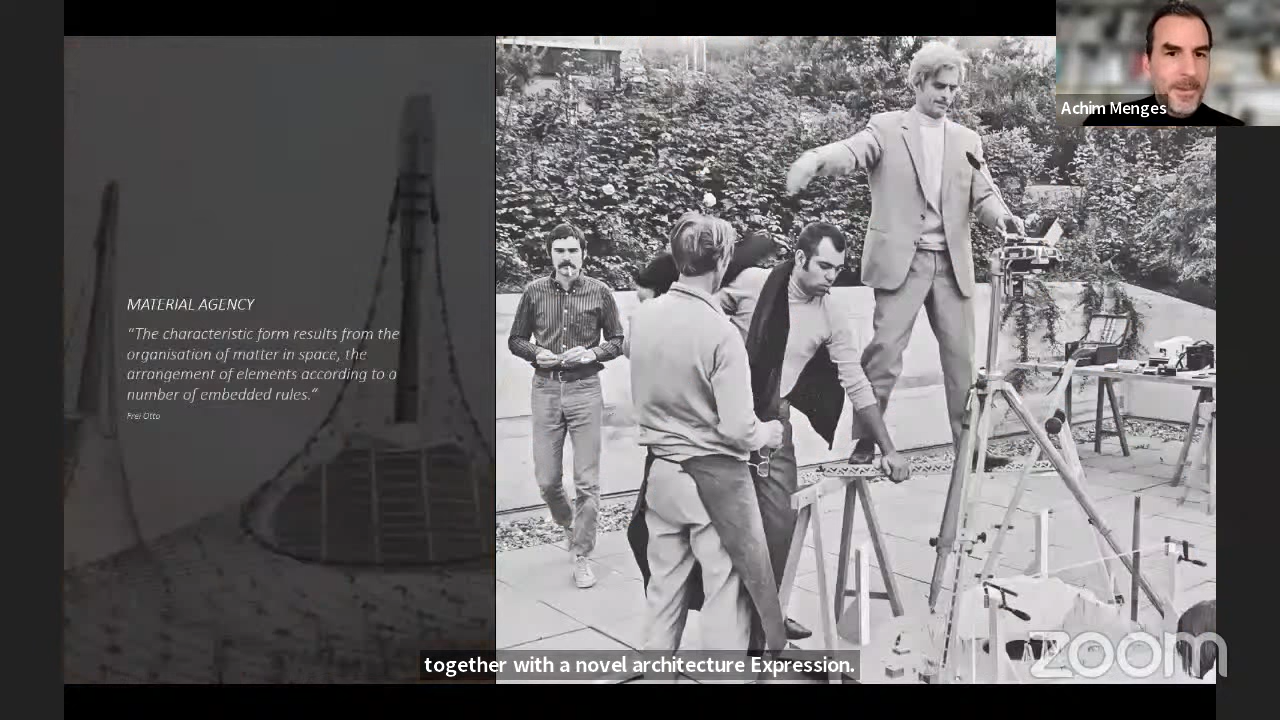 Achim Menges
MATERIAL AGENCY
“The characteristic form results from the
organisation of matter in space, the
arrangement of elements according to a
number of embedded rules.“
Frei Otto
together with a novel architecture Expression.
zoom